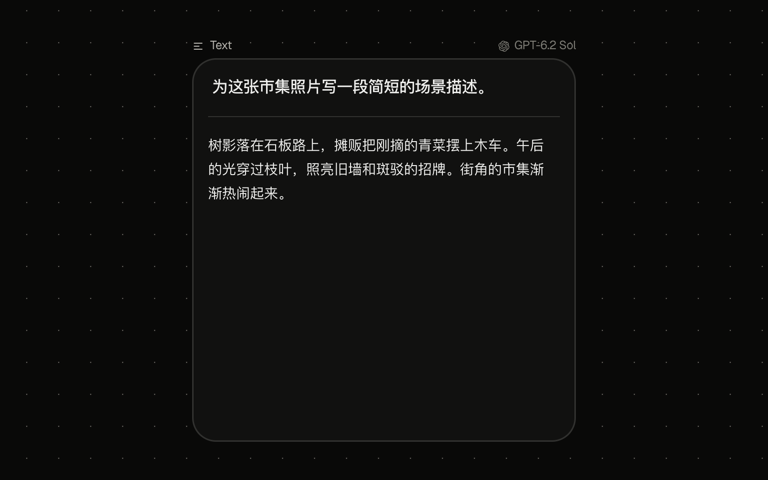 Text
GPT-6.2 Sol
为这张市集照片写一段简短的场景描述。
树影落在石板路上，摊贩把刚摘的青菜摆上木车。午后
的光穿过枝叶，照亮旧墙和斑驳的招牌。街角的市集渐
渐热闹起来。